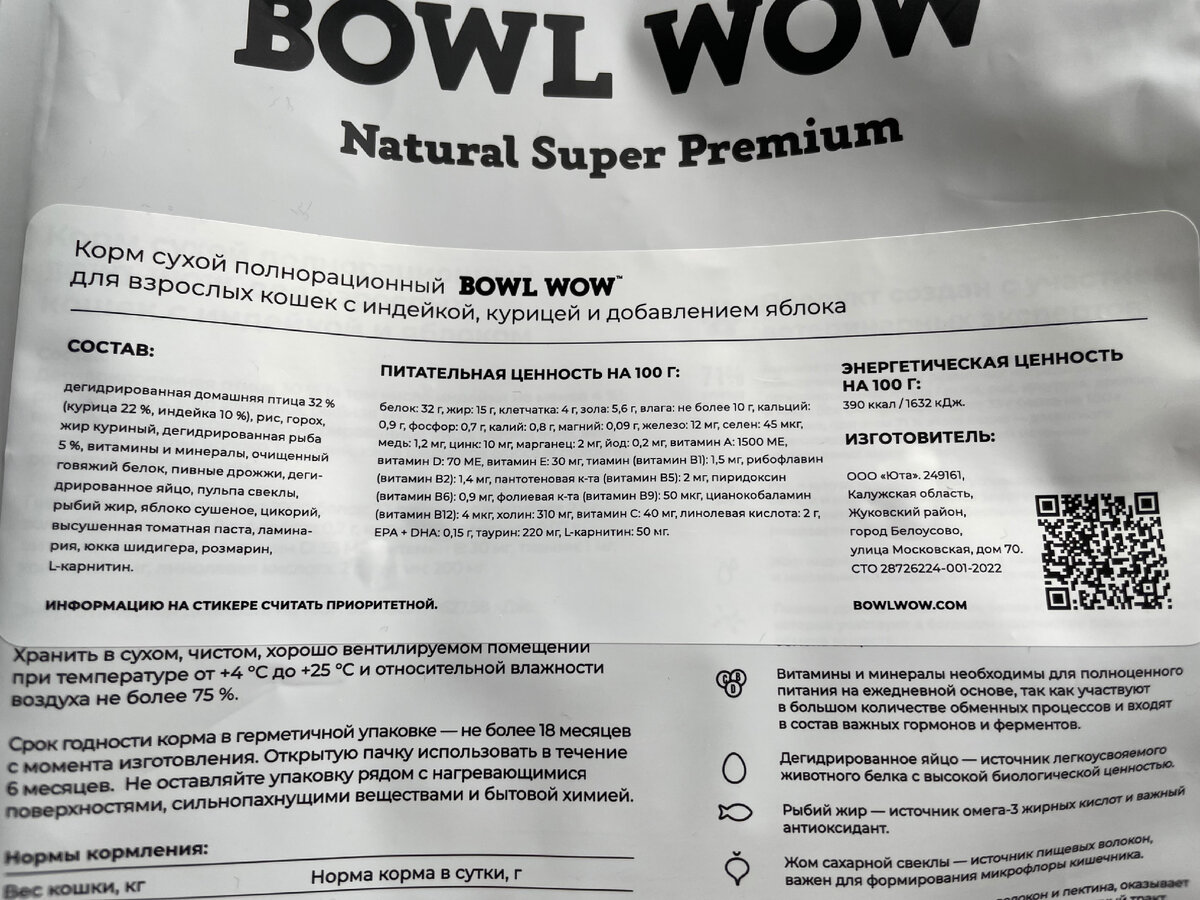 BOWL WOW
Natural Super Premium
Корм сухой полнорационный BOWL WOW™
для взрослых кошек с индейкой, курицей и добавлением яблока
СОСТАВ:
дегидрированная домашняя птица 32 %
(курица 22 %, индейка 10 %), рис, горох,
жир куриный, дегидрированная рыба
5 %, витамины и минералы, очищенный
говяжий белок, пивные дрожжи, деги-
дрированное яйцо, пульпа свеклы,
рыбий жир, яблоко сушеное, цикорий,
высушенная томатная паста, ламина-
рия, юкка шидигера, розмарин,
L-карнитин.
ИНФОРМАЦИЮ НА СТИКЕРЕ СЧИТАТЬ ПРИОРИТЕТНОЙ.
ПИТАТЕЛЬНАЯ ЦЕННОСТЬ НА 100 Г:
белок: 32 г, жир: 15 г, клетчатка: 4 г, зола: 5,6 г, влага: не более 10 г, кальций:
0,9 г, фосфор: 0,7 г, калий: 0,8 г, магний: 0,09 г, железо: 12 мг, селен: 45 мкг,
медь: 1,2 мг, цинк: 10 мг, марганец: 2 мг, йод: 0,2 мг, витамин А: 1500 МЕ,
витамин D: 70 МЕ, витамин Е: 30 мг, тиамин (витамин В1): 1,5 мг, рибофлавин
(витамин В2): 1,4 мг, пантотеновая к-та (витамин В5): 2 мг, пиридоксин
(витамин В6): 0,9 мг, фолиевая к-та (витамин В9): 50 мкг, цианокобаламин
(витамин В12): 4 мкг, холин: 310 мг, витамин С: 40 мг, линолевая кислота: 2 г,
EPA + DHA: 0,15 г, таурин: 220 мг, L-карнитин: 50 мг.
ЭНЕРГЕТИЧЕСКАЯ ЦЕННОСТЬ
НА 100 Г:
390 ккал / 1632 кДж.
ИЗГОТОВИТЕЛЬ:
ООО «Юта». 249161,
Калужская область,
Жуковский район,
город Белоусово,
улица Московская, дом 70.
СТО 28726224-001-2022
BOWLWOW.COM
Хранить в сухом, чистом, хорошо вентилируемом помещении
при температуре от +4 °С до +25 °С и относительной влажности
воздуха не более 75 %.
Срок годности корма в герметичной упаковке — не более 18 месяцев
с момента изготовления. Открытую пачку использовать в течение
6 месяцев. Не оставляйте упаковку рядом с нагревающимися
поверхностями, сильнопахнущими веществами и бытовой химией.
Нормы кормления:
Вес кошки, кг Норма корма в сутки, г
C B D
Витамины и минералы необходимы для полноценного
питания на ежедневной основе, так как участвуют
в большом количестве обменных процессов и входят
в состав важных гормонов и ферментов.
Дегидрированное яйцо — источник легкоусвояемого
животного белка с высокой биологической ценностью.
Рыбий жир — источник омега-3 жирных кислот и важный
антиоксидант.
Жом сахарной свеклы — источник пищевых волокон,
важен для формирования микрофлоры кишечника.
и пектина, оказывает